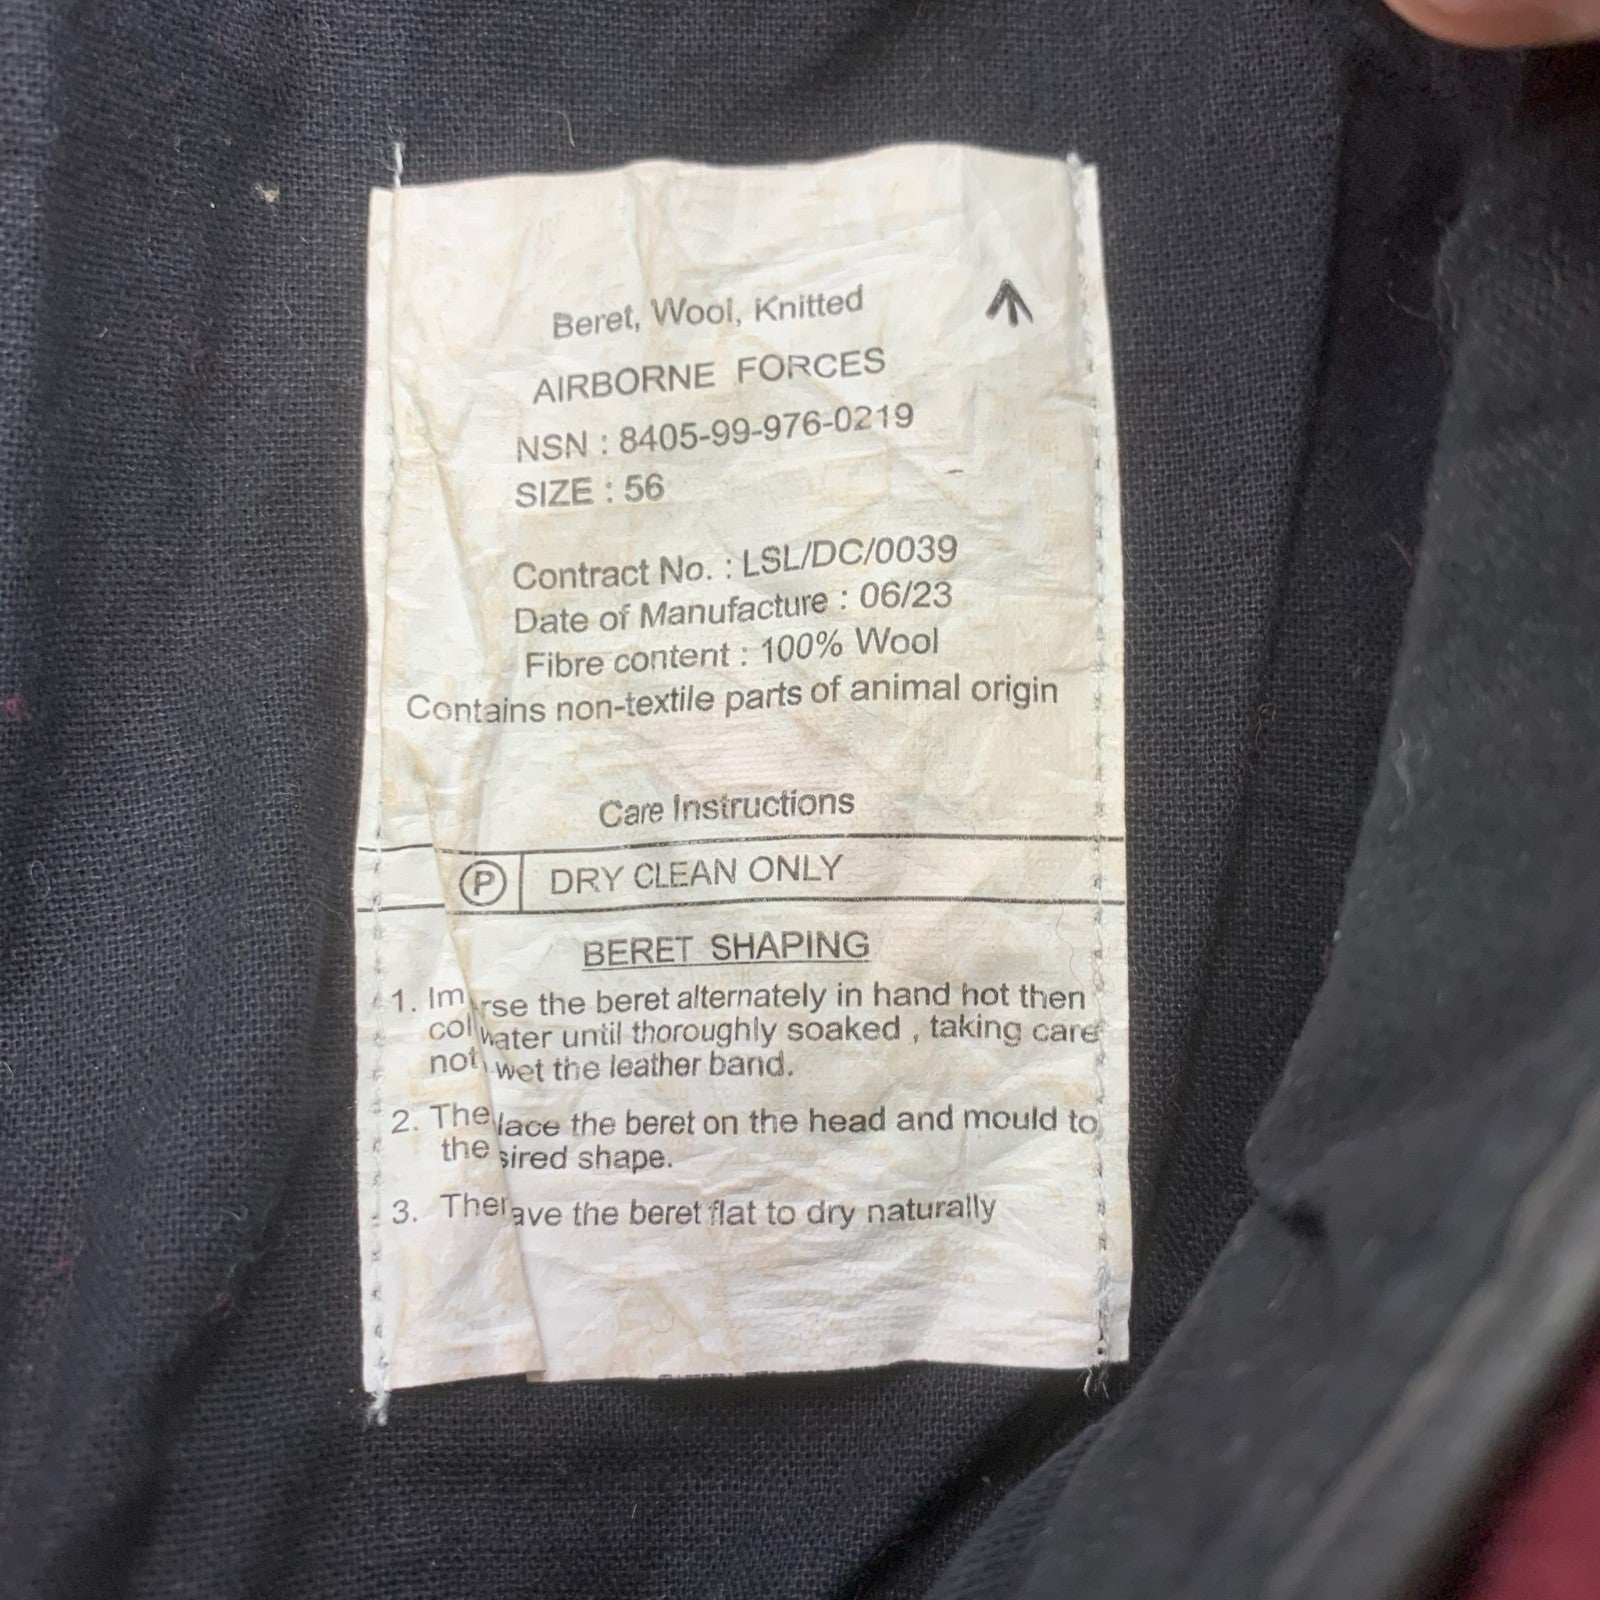 Beret, Wool, Knitted
AIRBORNE FORCES
NSN : 8405-99-976-0219
SIZE : 56
Contract No. : LSL/DC/0039
Date of Manufacture : 06/23
Fibre content : 100% Wool
Contains non-textile parts of animal origin
Care Instructions
P DRY CLEAN ONLY
BERET SHAPING
1. Im rse the beret alternately in hand hot then
col water until thoroughly soaked , taking care
not wet the leather band.
2. The lace the beret on the head and mould to
the sired shape.
3. Then ave the beret flat to dry naturally